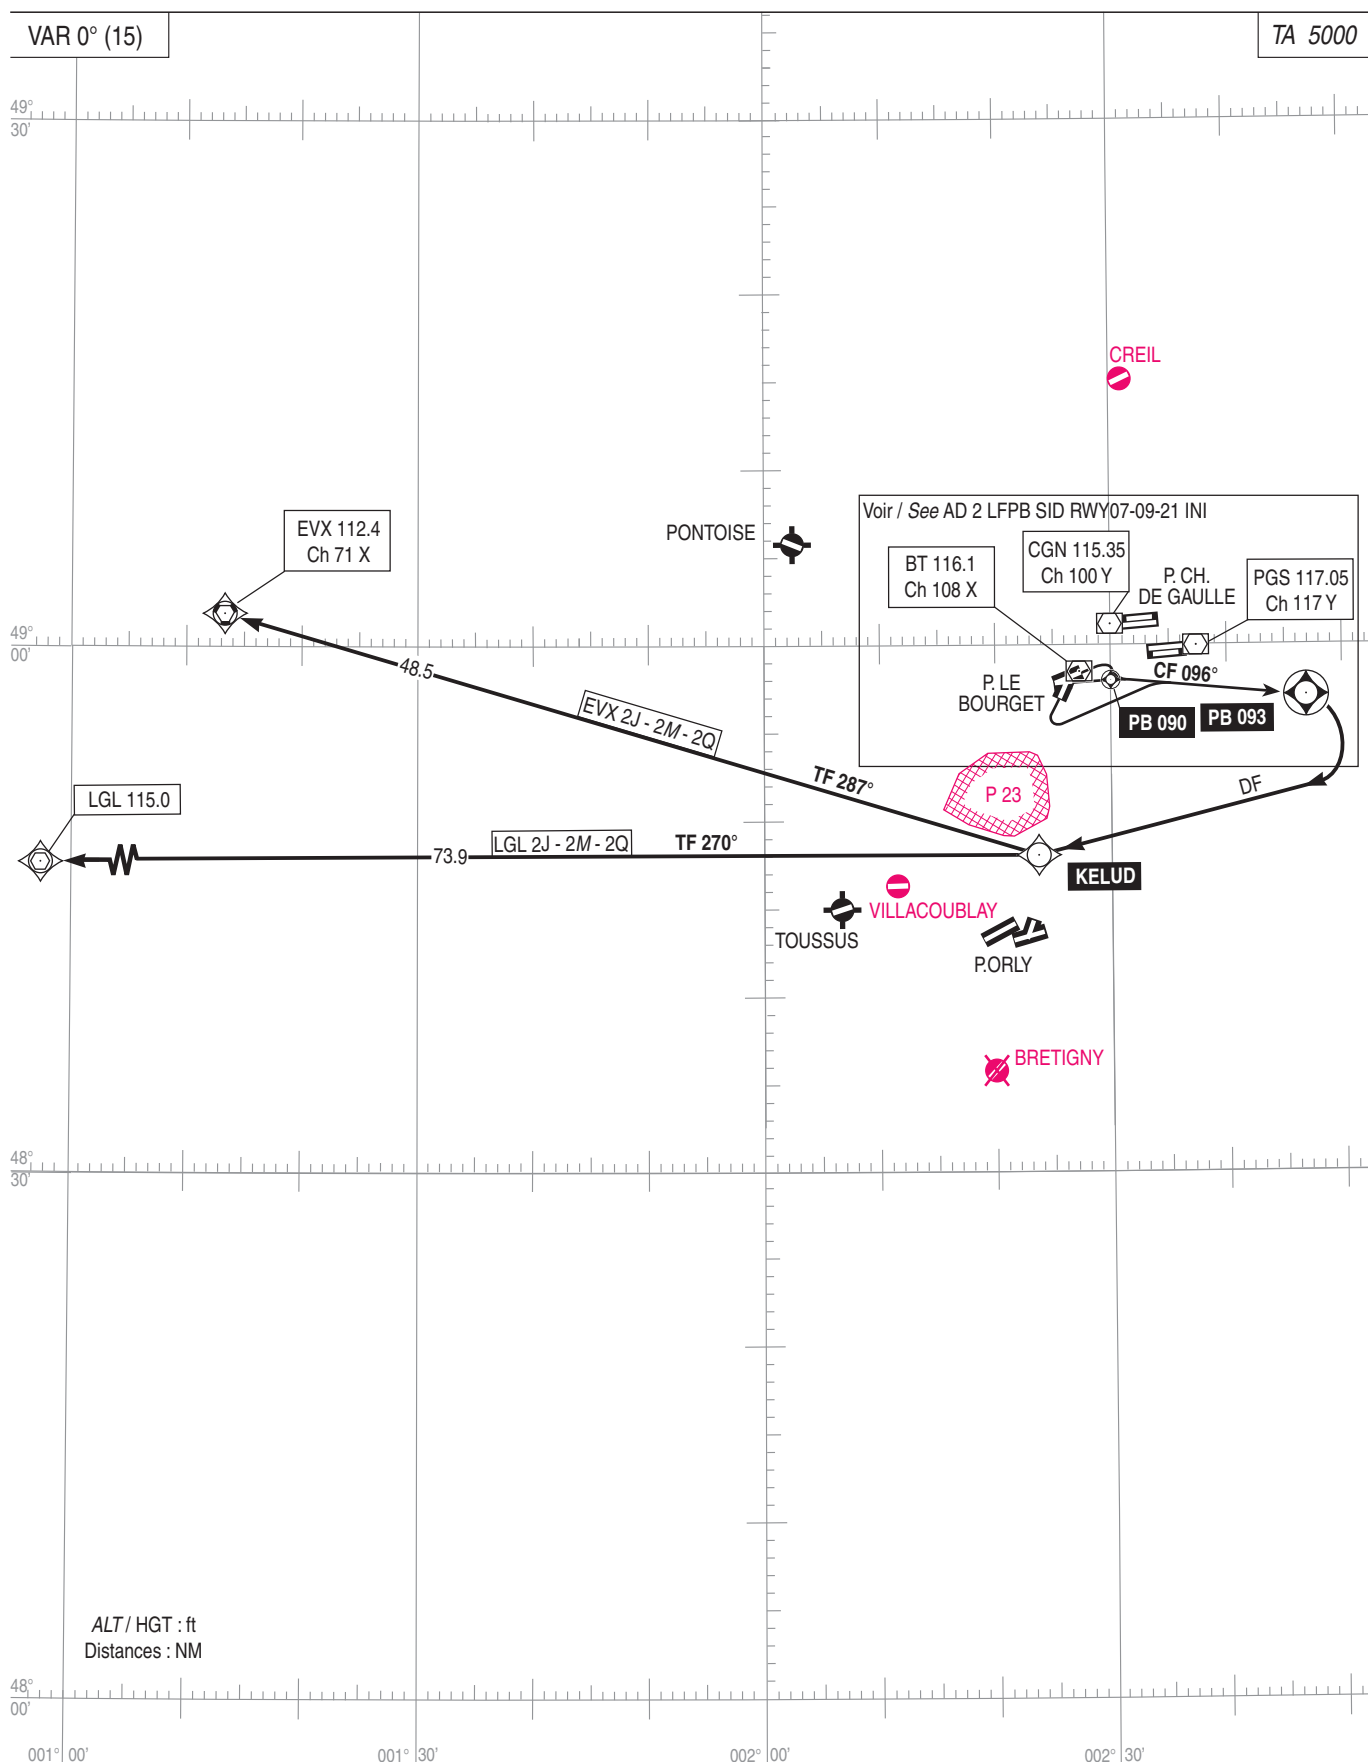 VAR 0° (15)
TA 5000
49°
30'
CREIL
Voir / See AD 2 LFPB SID RWY07-09-21 INI
EVX 112.4
Ch 71 X
PONTOISE
BT 116.1
Ch 108 X
CGN 115.35
Ch 100 Y
P. CH.
DE GAULLE
PGS 117.05
Ch 117 Y
49°
00'
48.5
CF 096°
P. LE
BOURGET
PB 090
PB 093
EVX 2J - 2M - 2Q
TF 287°
P 23
DF
LGL 115.0
LGL 2J - 2M - 2Q
TF 270°
73.9
KELUD
VILLACOUBLAY
TOUSSUS
P.ORLY
BRETIGNY
48°
30'
ALT / HGT : ft
Distances : NM
48°
00'
001° 00'
001° 30'
002° 00'
002° 30'